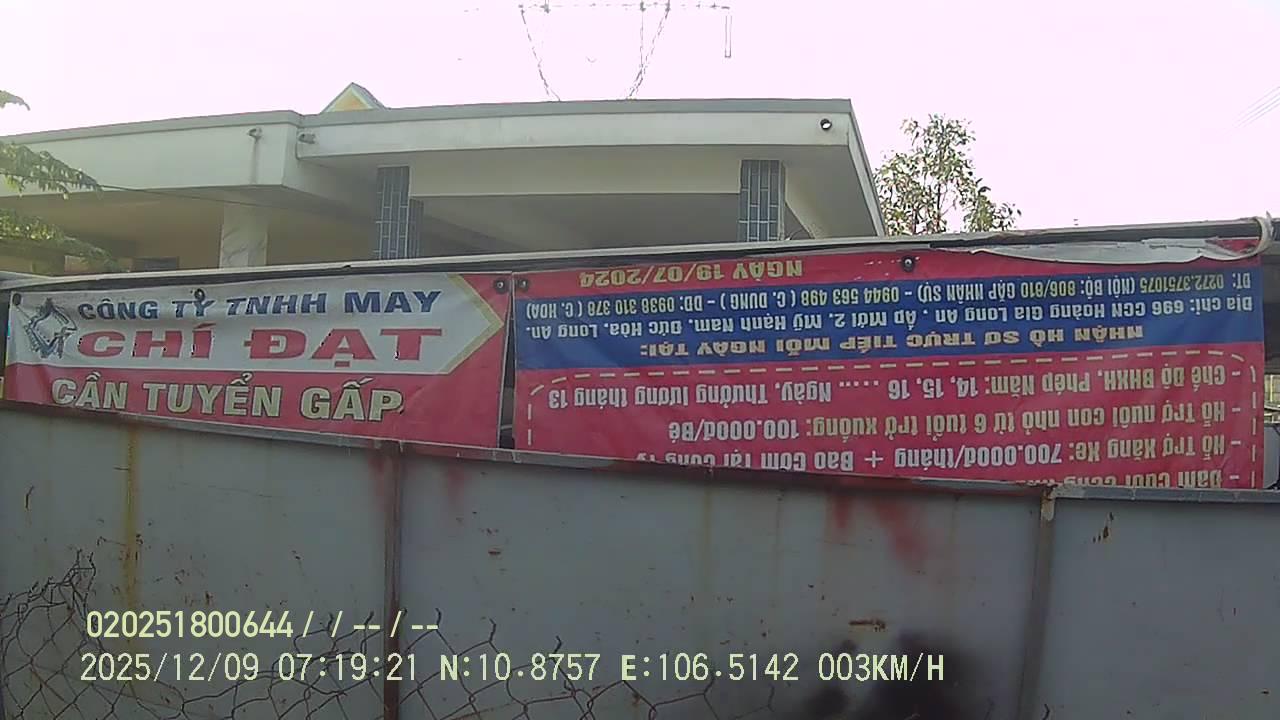 CÔNG TY TNHH MAY
CHÍ ĐẠT
CẦN TUYỂN GẤP
- Hỗ Trợ Xăng Xe: 700.000đ/tháng + Bao Cơm Tại Công Ty
- Hỗ Trợ nuôi con nhỏ từ 6 tuổi trở xuống: 100.000đ/Bé
- Chế Độ BHXH, Phép Năm: 14, 15, 16 ..... Ngày, Thưởng lương tháng 13
NHẬN HỒ SƠ TRỰC TIẾP MỖI NGÀY TẠI:
Địa chỉ: 696 CCN Hoàng Gia Long An , Ấp Mới 2, Mỹ Hạnh Nam, Đức Hòa, Long An.
ĐT: 0272.3751075 (NỘI BỘ: 806/810 GẶP NHÂN SỰ) - 0944 563 498 ( C. DUNG ) - DD: 0938 310 378 ( C. HOA)
NGÀY 19/07/2024
020251800644/ / -- / --
2025/12/09 07:19:21 N:10.8757 E:106.5142 003KM/H